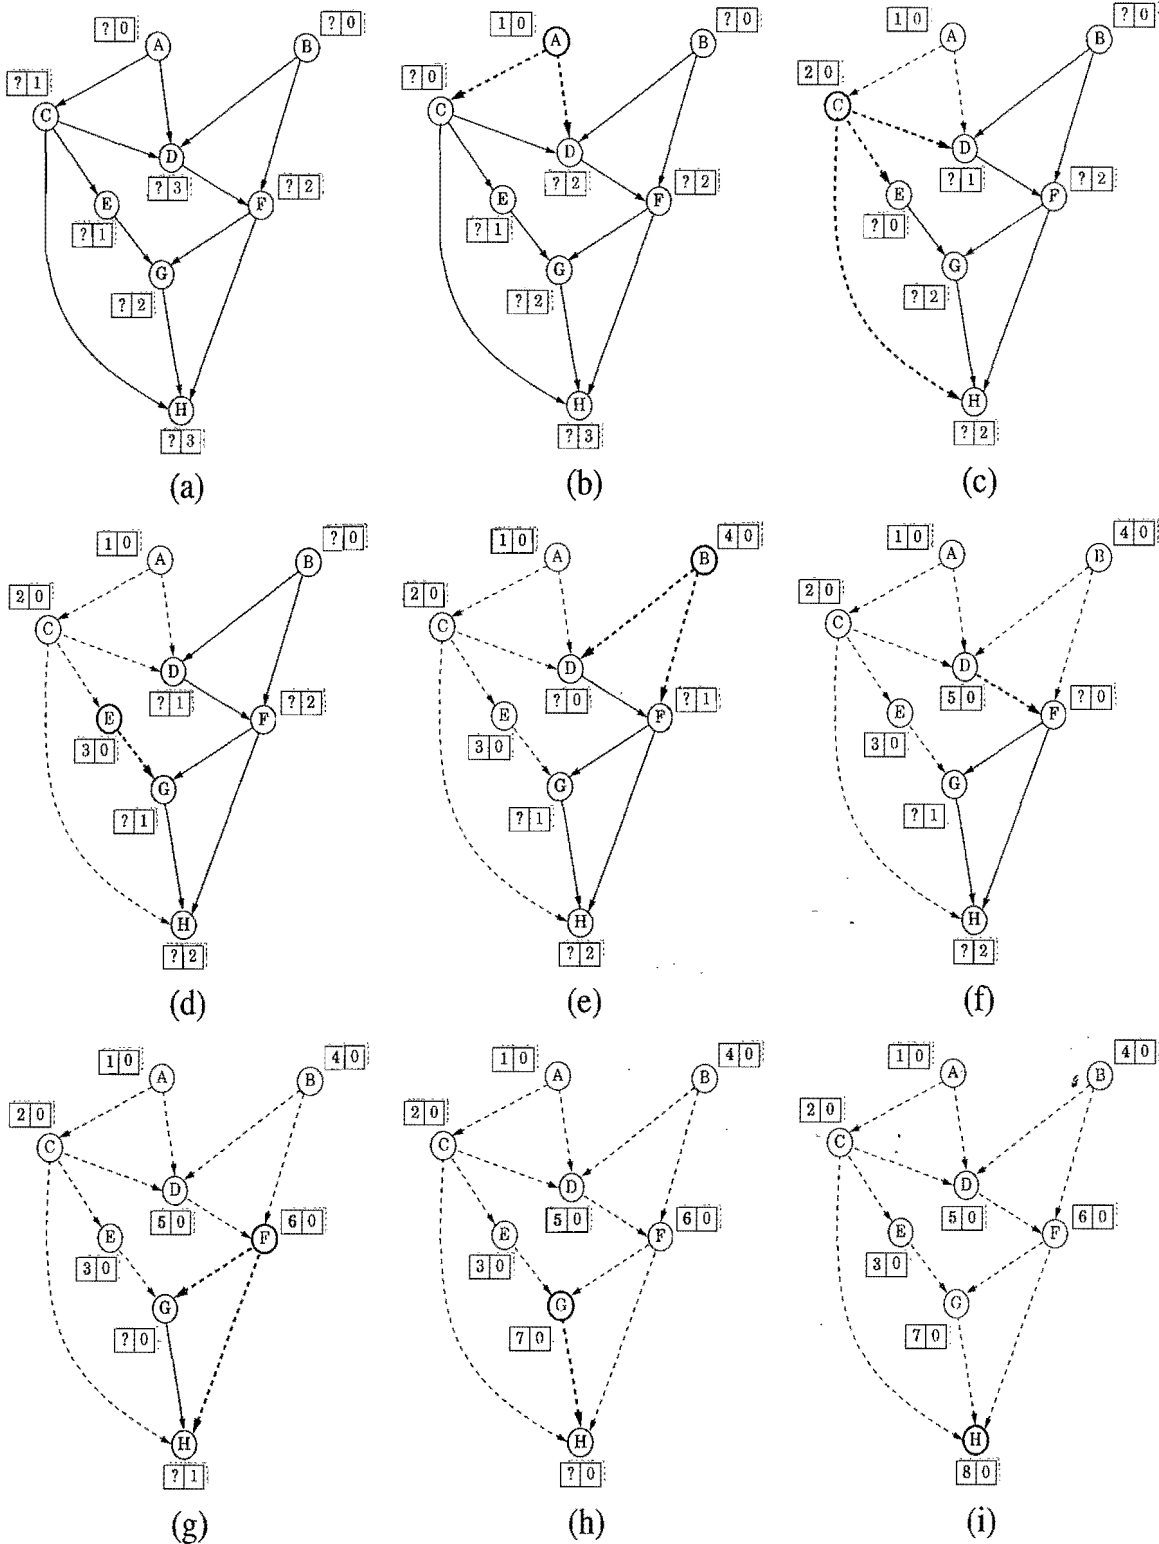 ? 0 A B ? 0
? 1 C
D
? 3
E F ? 2
? 1
G
? 2
H
? 3
(a)
1 0 A B ? 0
? 0 C
D
? 2
E F ? 2
? 1
G
? 2
H
? 3
(b)
1 0 A B ? 0
2 0 C
D
? 1
E F ? 2
? 0
G
? 2
H
? 2
(c)
1 0 A B ? 0
2 0 C
D
? 1
E F ? 2
3 0
G
? 1
H
? 2
(d)
1 0 A B 4 0
2 0 C
D
? 0
E F ? 1
3 0
G
? 1
H
? 2
(e)
1 0 A B 4 0
2 0 C
D
5 0
E F ? 0
3 0
G
? 1
H
? 2
(f)
1 0 A B 4 0
2 0 C
D
5 0
E F 6 0
3 0
G
? 0
H
? 1
(g)
1 0 A B 4 0
2 0 C
D
5 0
E F 6 0
3 0
G
7 0
H
? 0
(h)
1 0 A B 4 0
2 0 C
D
5 0
E F 6 0
3 0
G
7 0
H
8 0
(i)